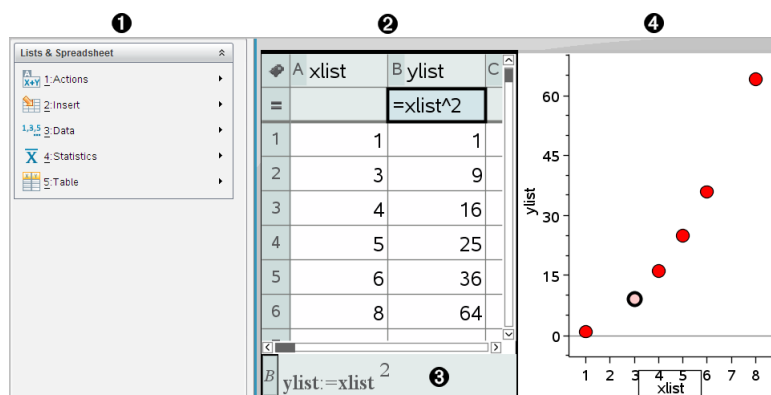 ❶ ❷ ❹
Lists & Spreadsheet
1:Actions
2:Insert
3:Data
4:Statistics
5:Table
A xlist B ylist C
= =xlist^2
1 1 1
2 3 9
3 4 16
4 5 25
5 6 36
6 8 64
B ylist:=xlist 2 ❸
60
45
30
15
0
ylist
1 2 3 4 5 6 7 8
xlist